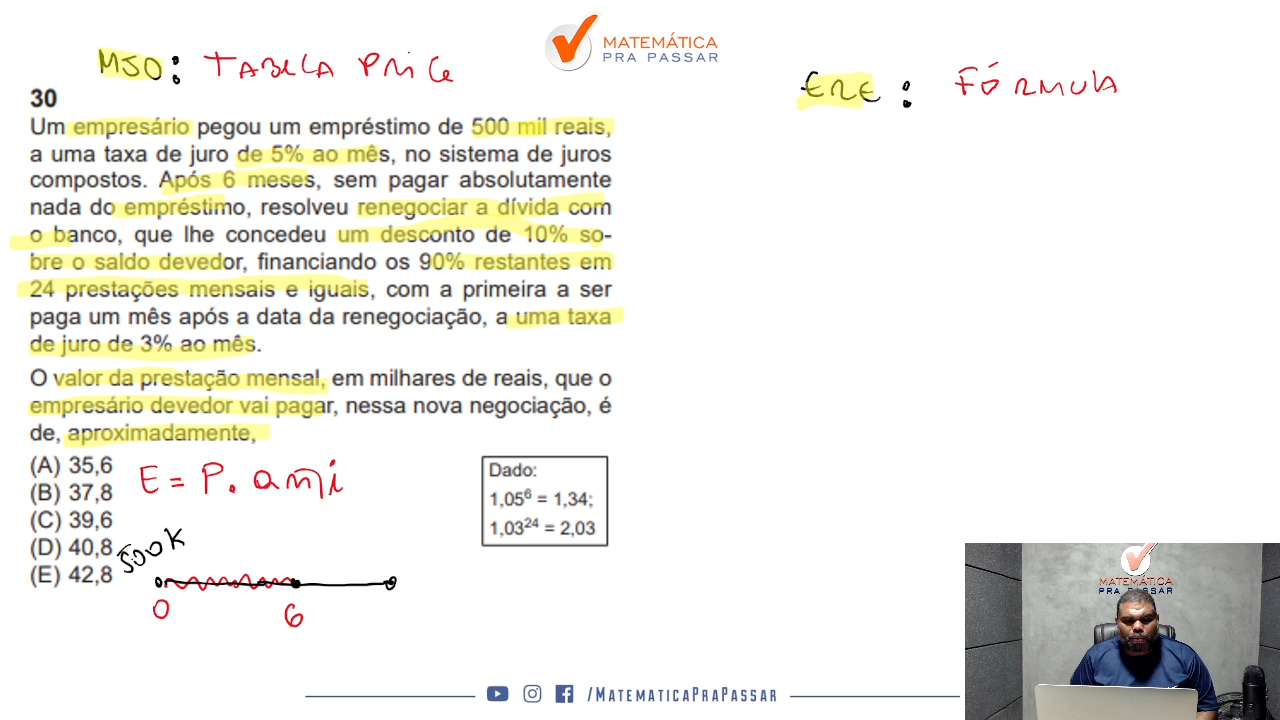 MATEMÁTICA
PRA PASSAR
MJO: TABELA PRICE
ERE: FÓRMULA
30
Um empresário pegou um empréstimo de 500 mil reais,
a uma taxa de juro de 5% ao mês, no sistema de juros
compostos. Após 6 meses, sem pagar absolutamente
nada do empréstimo, resolveu renegociar a dívida com
o banco, que lhe concedeu um desconto de 10% so-
bre o saldo devedor, financiando os 90% restantes em
24 prestações mensais e iguais, com a primeira a ser
paga um mês após a data da renegociação, a uma taxa
de juro de 3% ao mês.
O valor da prestação mensal, em milhares de reais, que o
empresário devedor vai pagar, nessa nova negociação, é
de, aproximadamente,
(A) 35,6
(B) 37,8
(C) 39,6
(D) 40,8
(E) 42,8
E = P. ani
Dado:
1,05⁶ = 1,34;
1,03²⁴ = 2,03
500K
0 6
MATEMÁTICA
PRA PASSAR
/MatematicaPraPassar